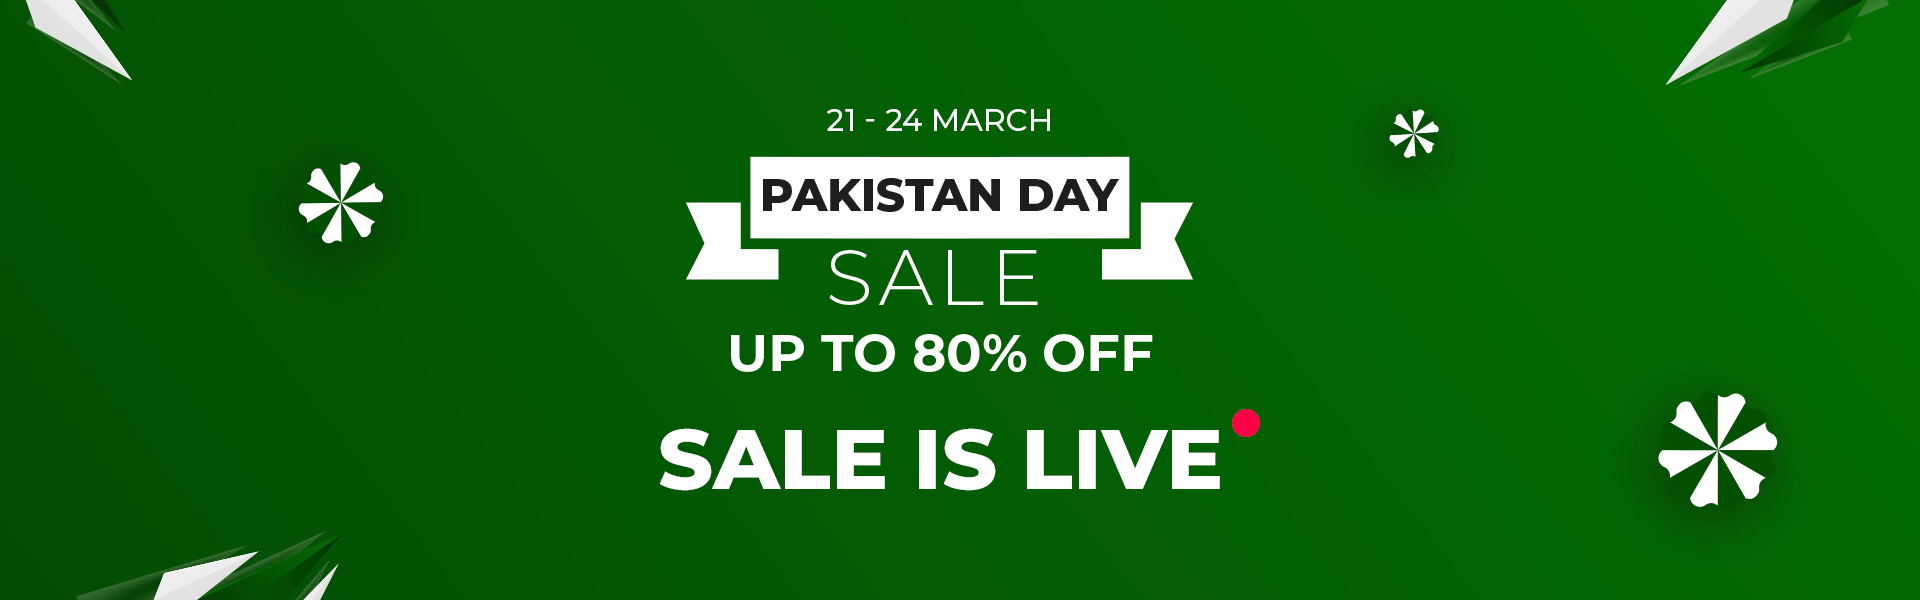 21 - 24 MARCH
PAKISTAN DAY
SALE
UP TO 80% OFF
SALE IS LIVE